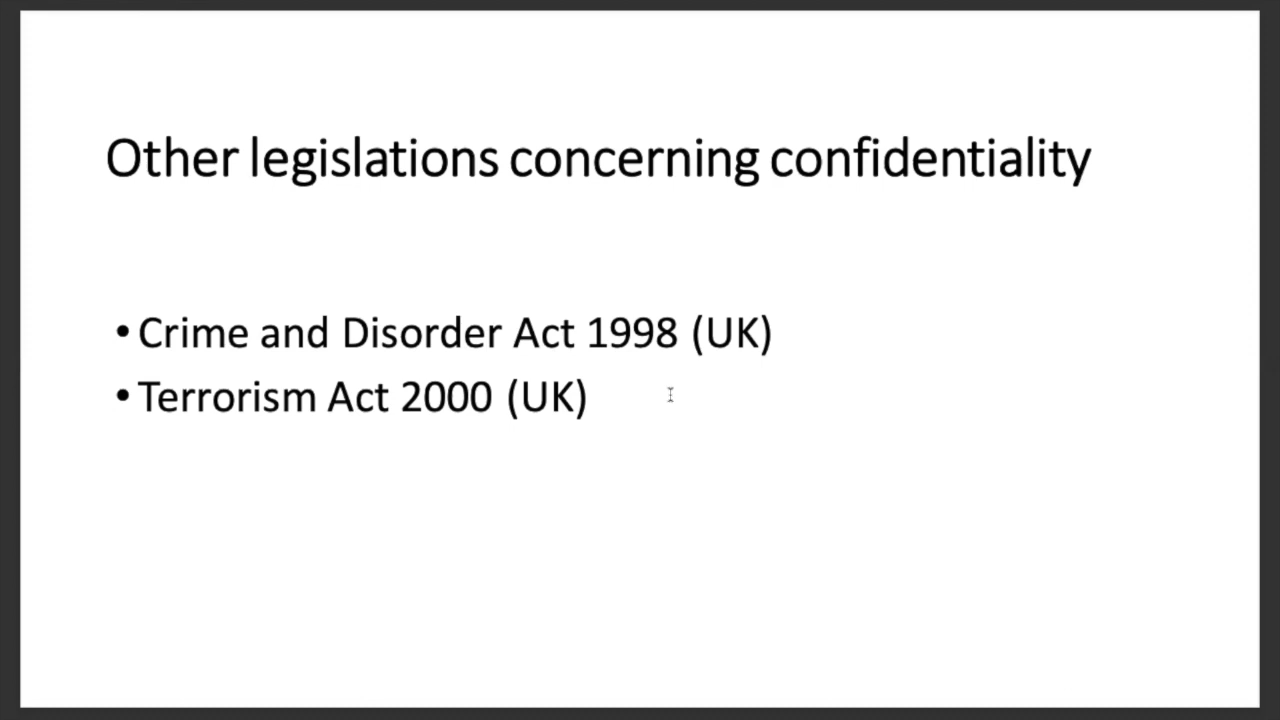 Other legislations concerning confidentiality
• Crime and Disorder Act 1998 (UK)
• Terrorism Act 2000 (UK)